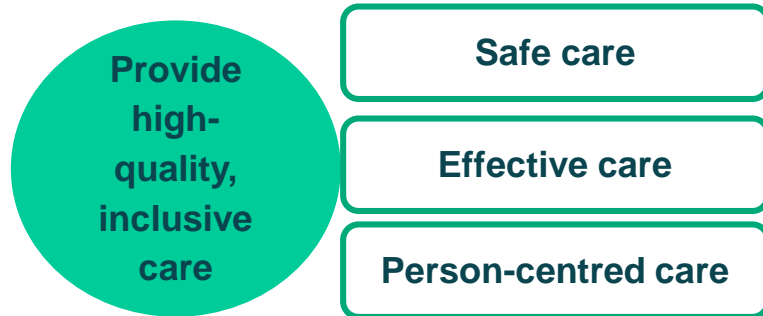 Provide
high-
quality,
inclusive
care
Safe care
Effective care
Person-centred care